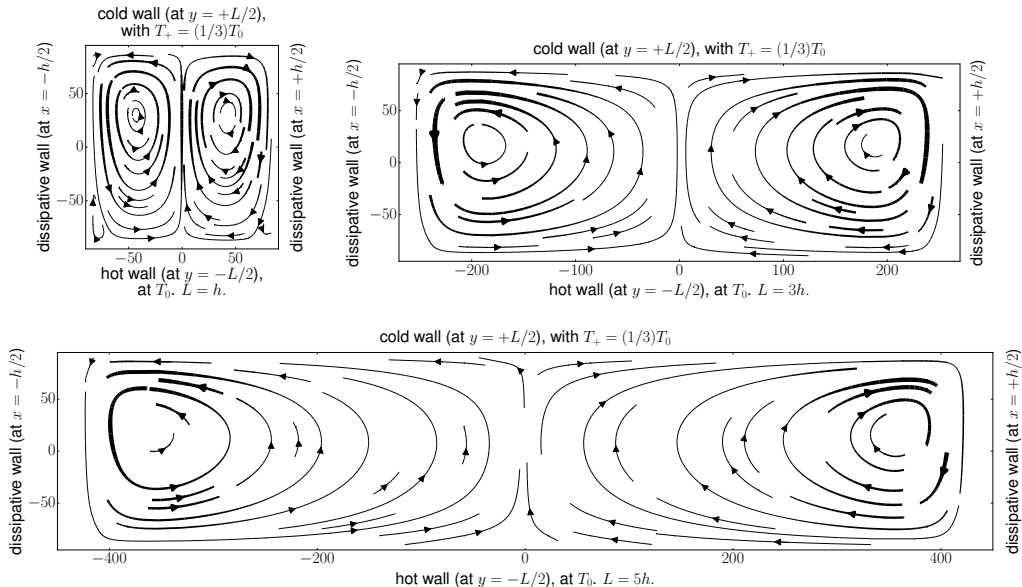 cold wall (at y = +L/2),
with T₊ = (1/3)T₀
dissipative wall (at x = −h/2)
50
0
−50
−50
0
50
dissipative wall (at x = +h/2)
hot wall (at y = −L/2),
at T₀. L = h.
cold wall (at y = +L/2), with T₊ = (1/3)T₀
dissipative wall (at x = −h/2)
50
0
−50
−200
−100
0
100
200
dissipative wall (at x = +h/2)
hot wall (at y = −L/2), at T₀. L = 3h.
cold wall (at y = +L/2), with T₊ = (1/3)T₀
dissipative wall (at x = −h/2)
50
0
−50
−400
−200
0
200
400
dissipative wall (at x = +h/2)
hot wall (at y = −L/2), at T₀. L = 5h.